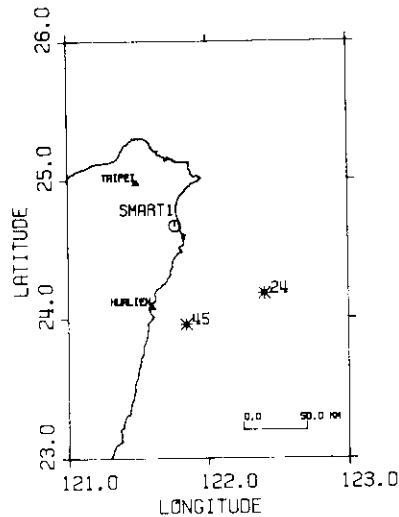 26.0
25.0
24.0
23.0
LATITUDE
TAIPEI
SMART1
HUALIEN
24
45
0.0 50.0 KM
121.0 122.0 123.0
LONGITUDE